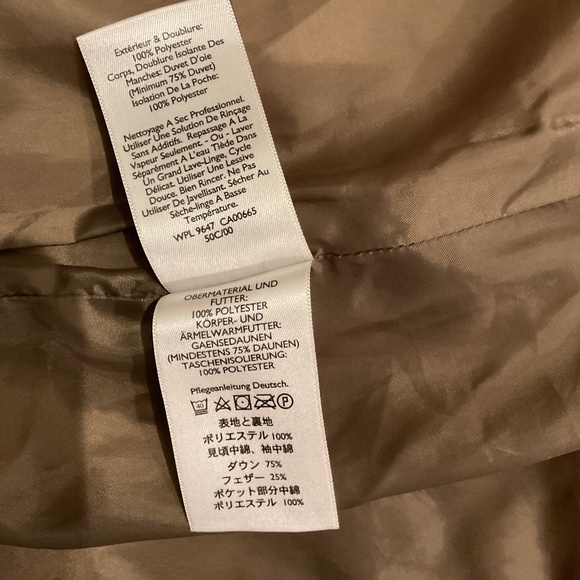 Extérieur & Doublure:
100% Polyester
Corps, Doublure Isolante Des
Manches: Duvet D'oie
(Minimum 75% Duvet)
Isolation De La Poche:
100% Polyester
Nettoyage A Sec Professionnel.
Utiliser Une Solution De Rinçage
Sans Additifs. Repassage A La
Vapeur Seulement. - Ou - Laver
Séparément A L'eau Tiède Dans
Un Grand Lave-Linge, Cycle
Délicat. Utiliser Une Lessive
Douce. Bien Rincer. Ne Pas
Utiliser De Javellisant. Sécher Au
Sèche-linge A Basse
Température.
WPL 9647 CA00665
50C/00
OBERMATERIAL UND
FUTTER:
100% POLYESTER
KÖRPER- UND
ÄRMELWARMFUTTER:
GAENSEDAUNEN
(MINDESTENS 75% DAUNEN)
TASCHENISOLIERUNG:
100% POLYESTER
Pflegeanleitung Deutsch.
40 P
表地と裏地
ポリエステル 100%
見頃中綿、袖中綿
ダウン 75%
フェザー 25%
ポケット部分中綿
ポリエステル 100%